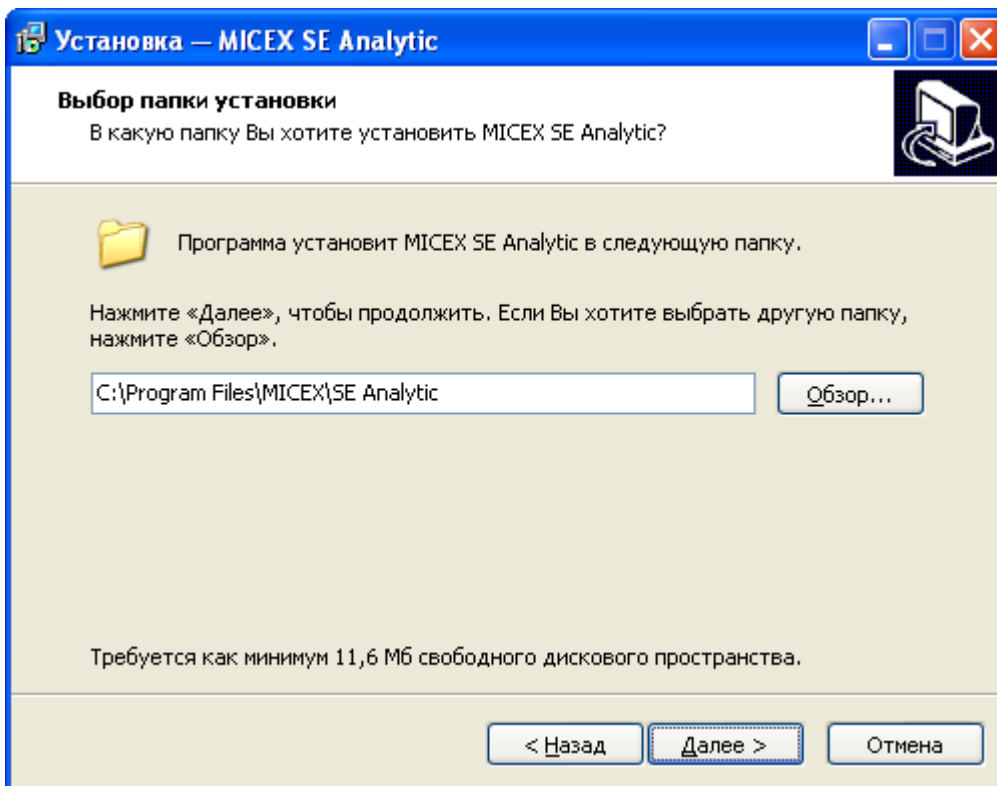 Установка — MICEX SE Analytic
Выбор папки установки
В какую папку Вы хотите установить MICEX SE Analytic?
Программа установит MICEX SE Analytic в следующую папку.
Нажмите «Далее», чтобы продолжить. Если Вы хотите выбрать другую папку,
нажмите «Обзор».
C:\Program Files\MICEX\SE Analytic
Обзор...
Требуется как минимум 11,6 Мб свободного дискового пространства.
< Назад
Далее >
Отмена